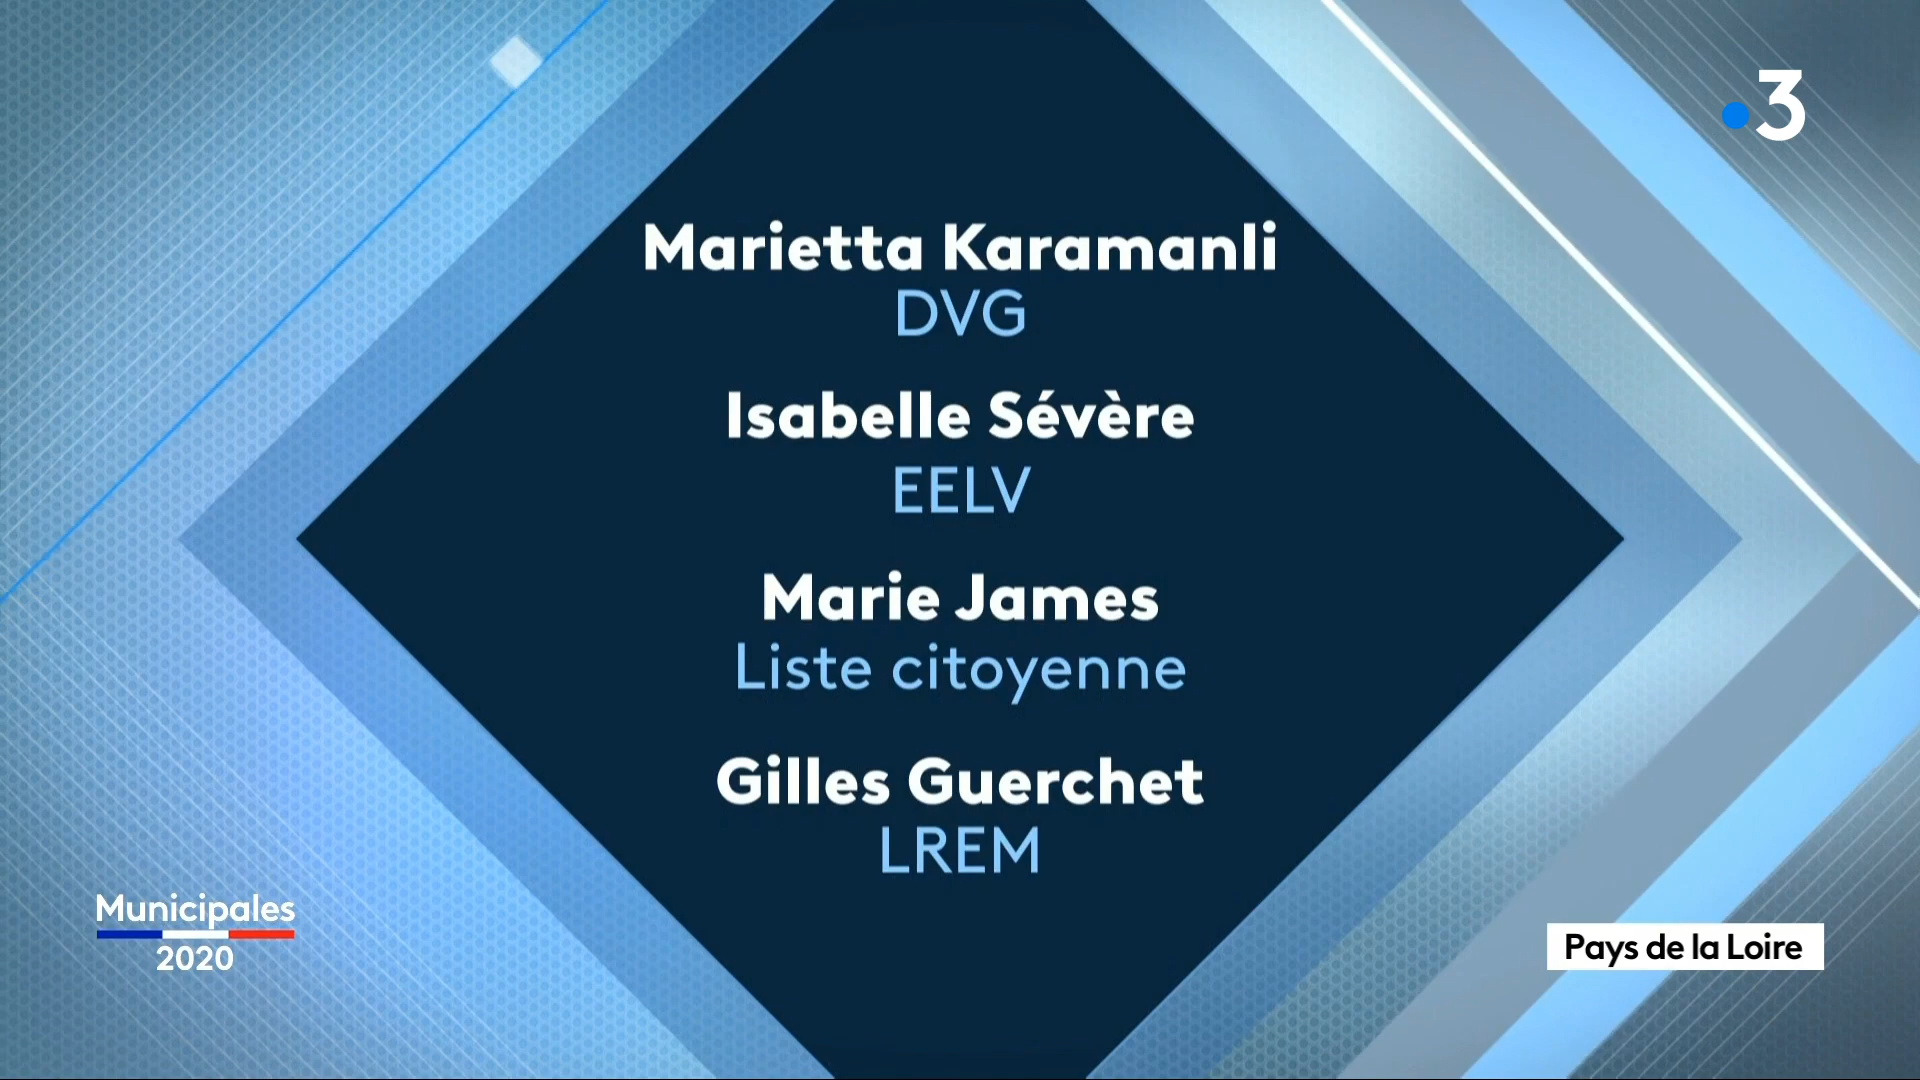 3
Marietta Karamanli
DVG
Isabelle Sévère
EELV
Marie James
Liste citoyenne
Gilles Guerchet
LREM
Municipales
2020
Pays de la Loire